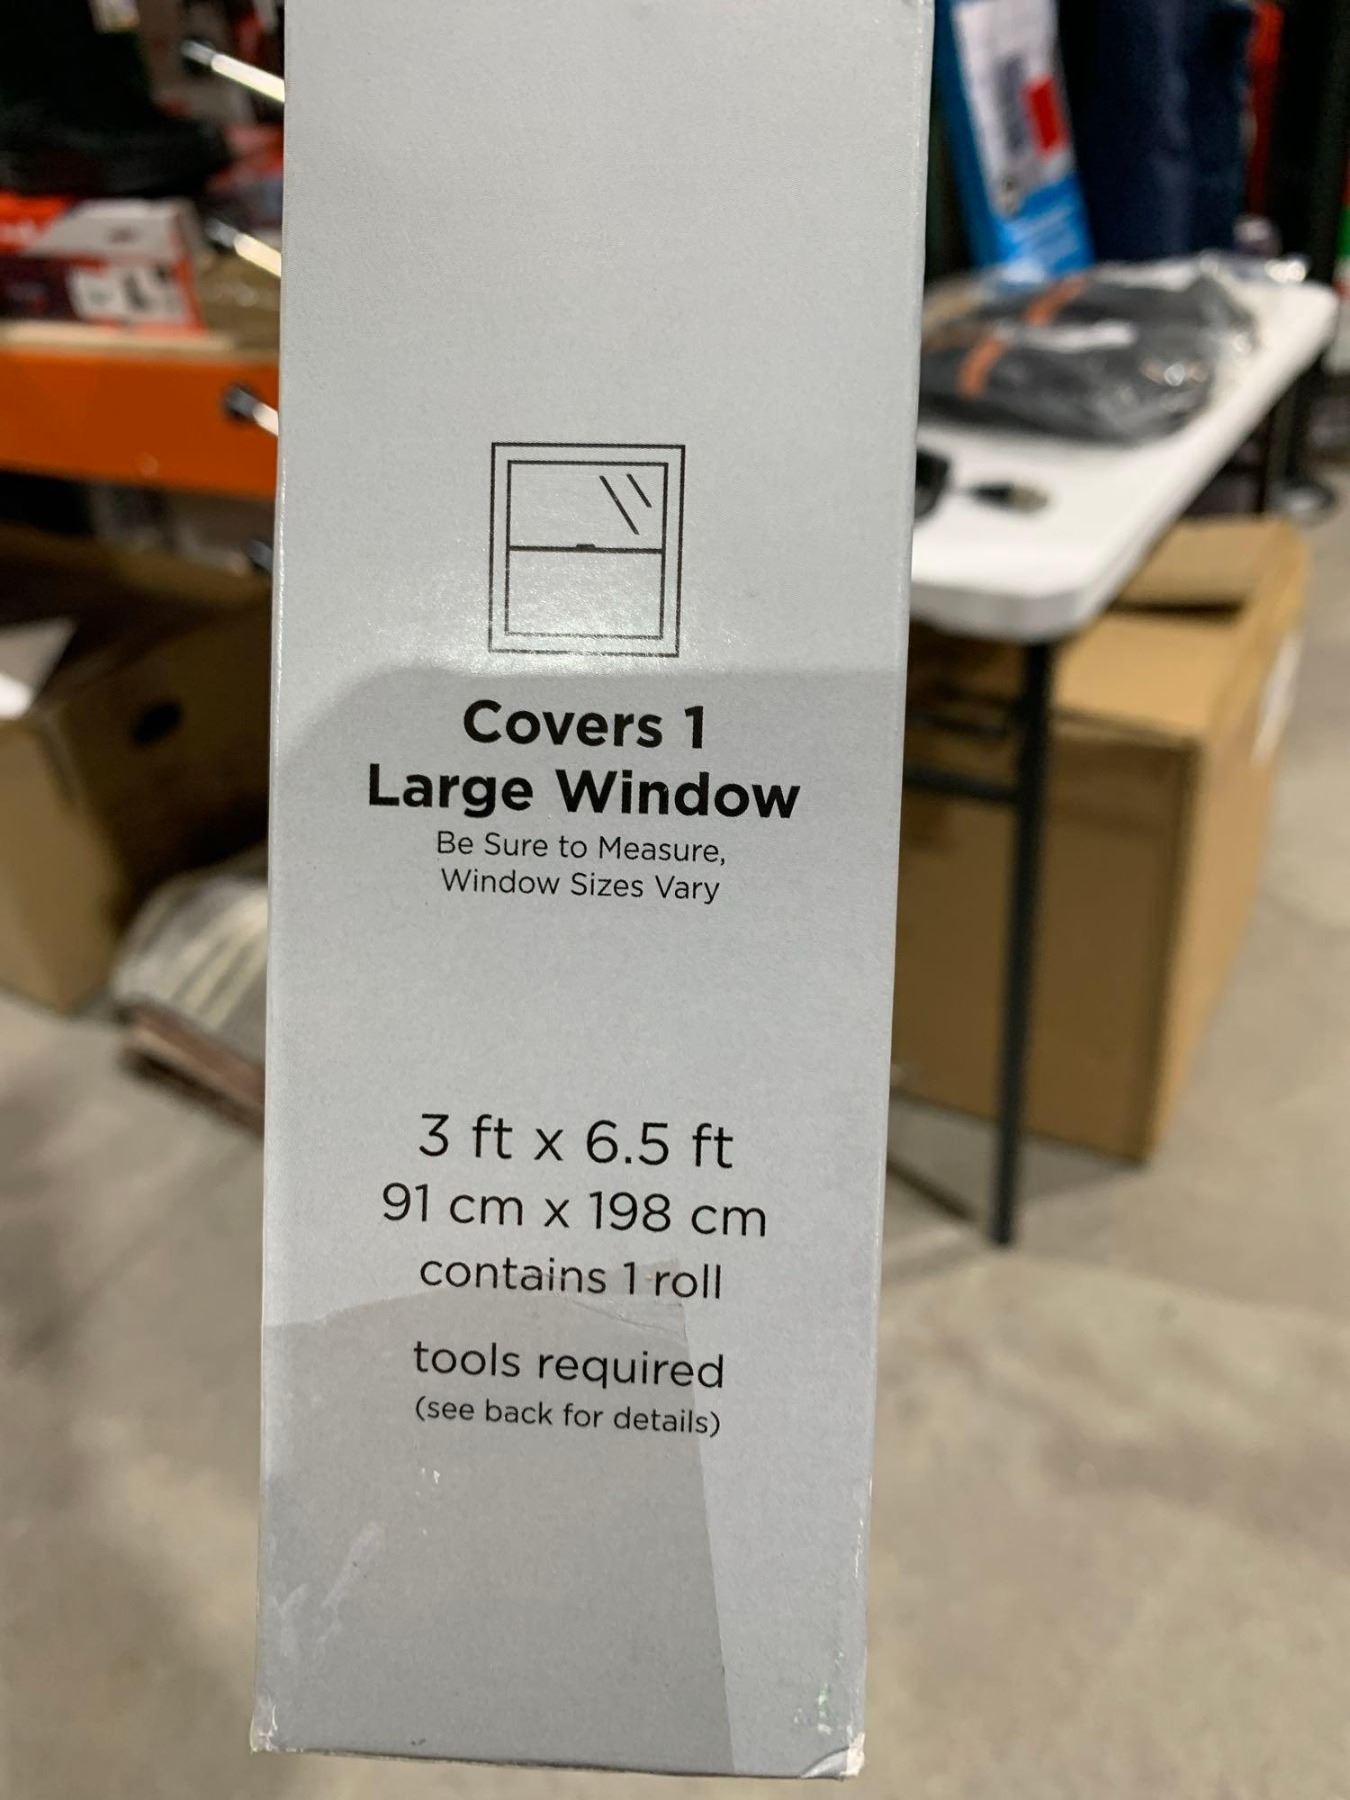 Covers 1
Large Window
Be Sure to Measure,
Window Sizes Vary
3 ft x 6.5 ft
91 cm x 198 cm
contains 1 roll
tools required
(see back for details)